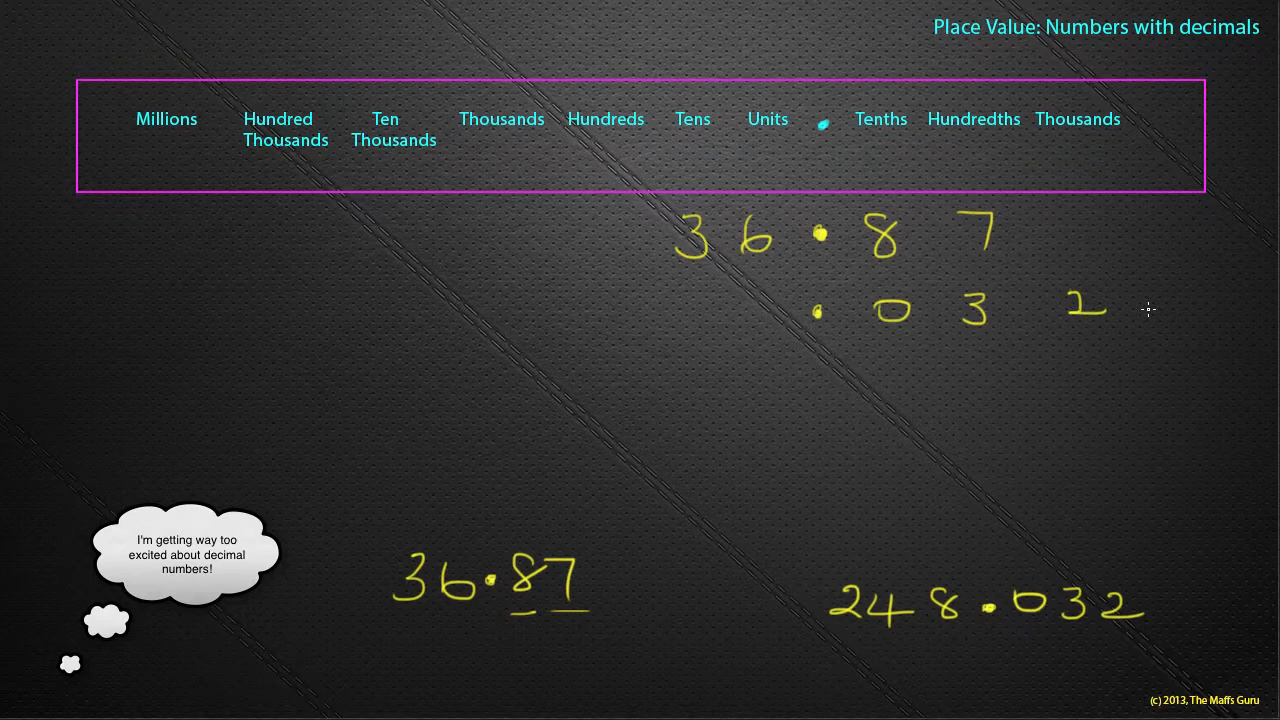 Place Value: Numbers with decimals
Millions Hundred Thousands Ten Thousands Thousands Hundreds Tens Units . Tenths Hundredths Thousands
36.87
.032
I'm getting way too
excited about decimal
numbers!
36.87
248.032
(c) 2013, The Maffs Guru